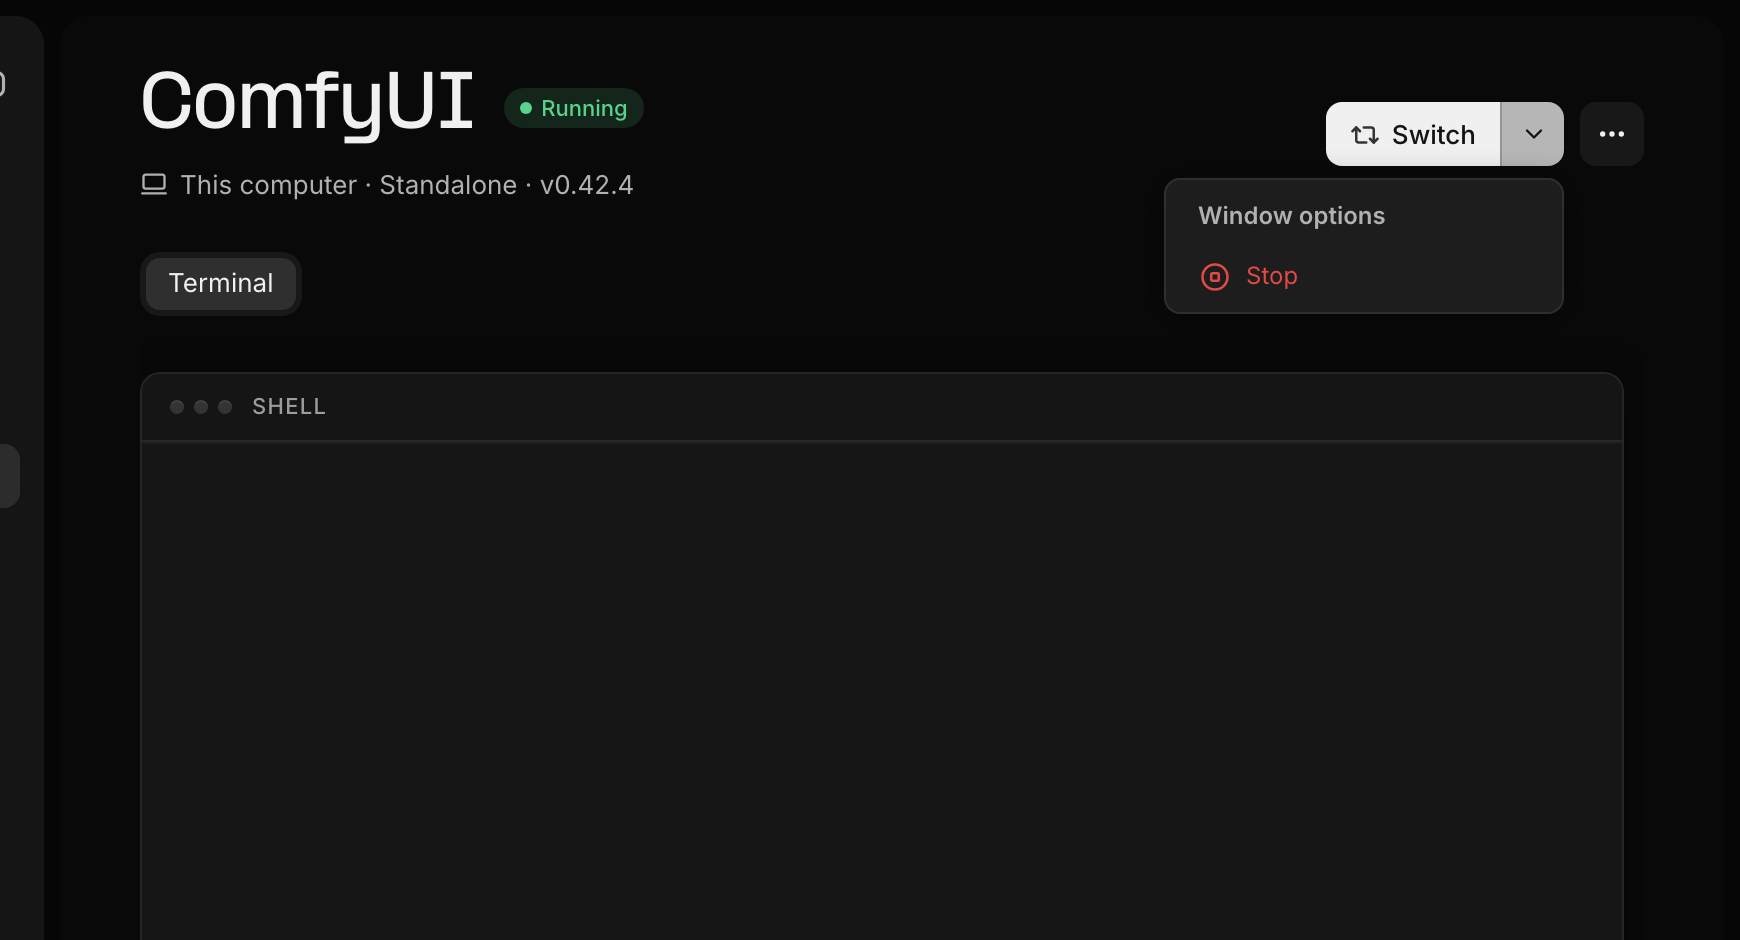 ComfyUI
Running
This computer · Standalone · v0.42.4
Switch
Window options
Stop
Terminal
SHELL